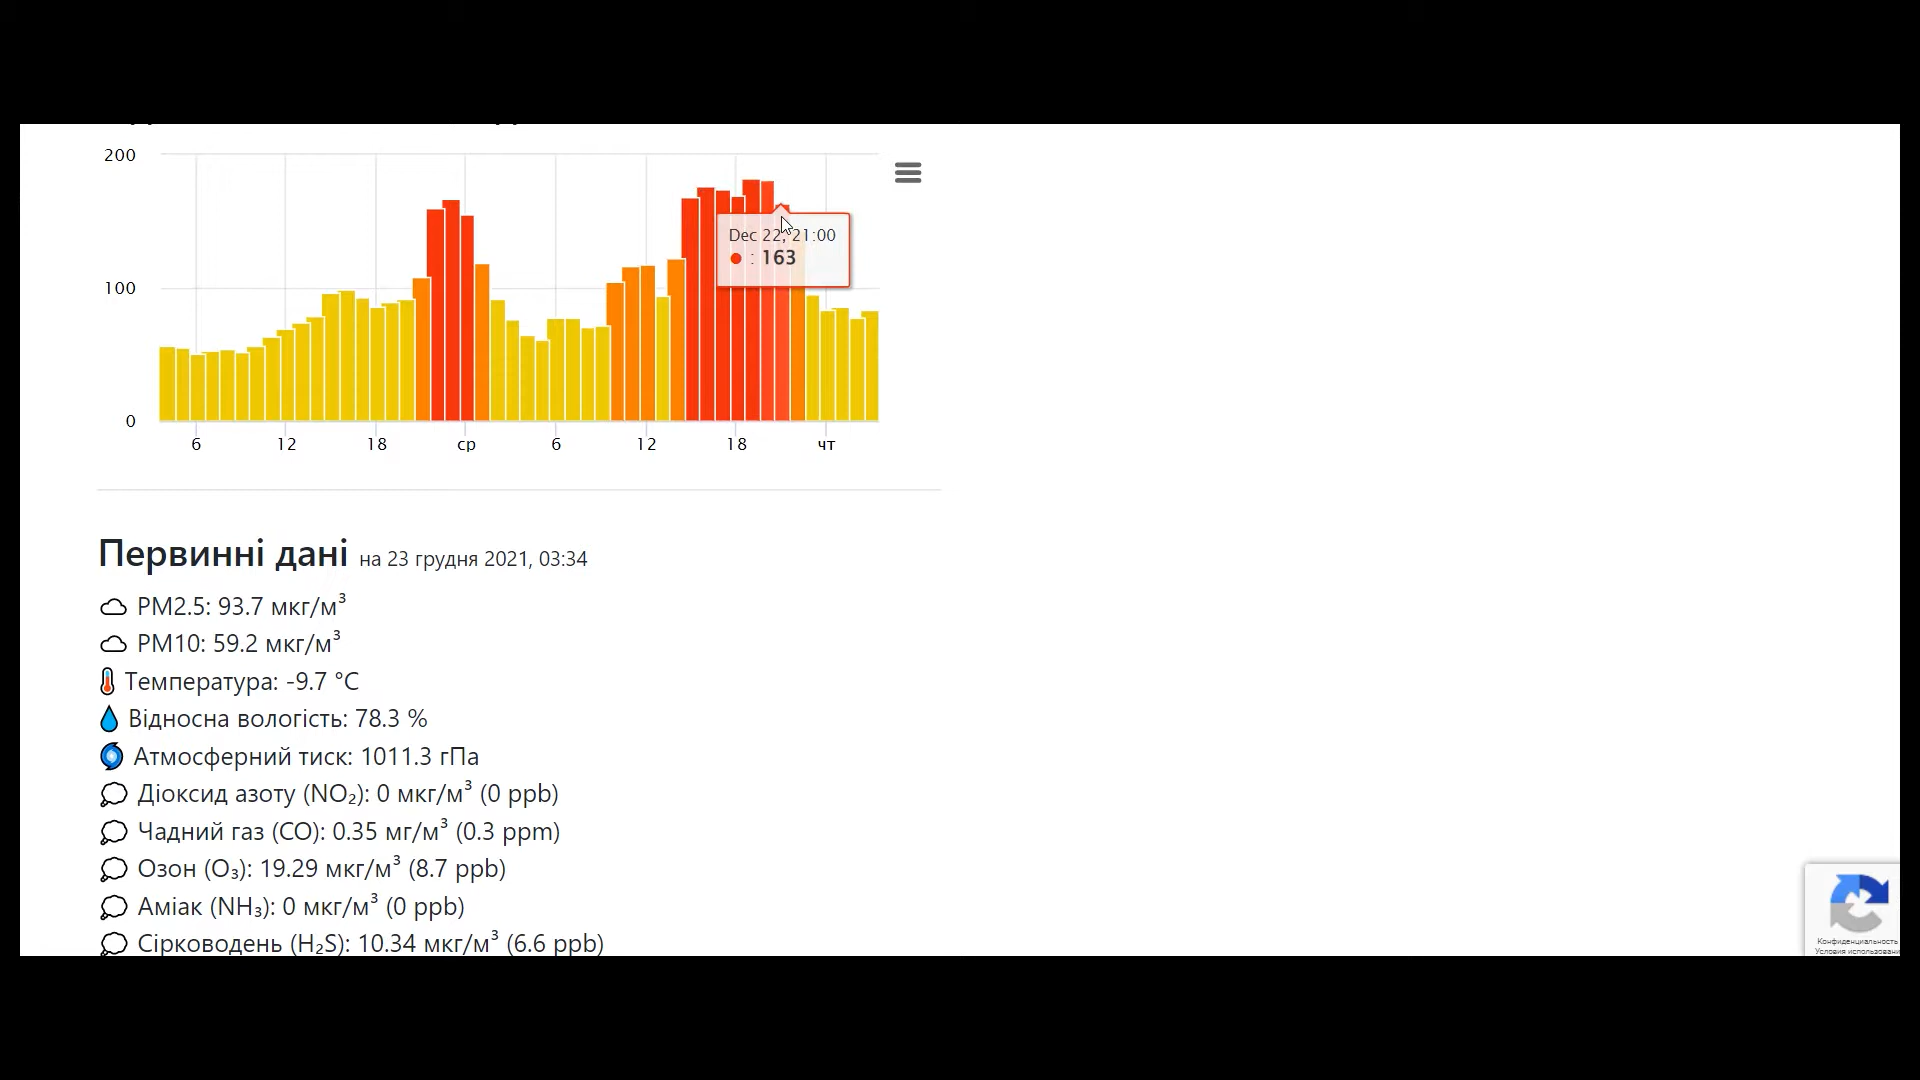 200
100
0
Dec 22, 21:00
: 163
6 12 18 ср 6 12 18 чт
Первинні дані на 23 грудня 2021, 03:34
PM2.5: 93.7 мкг/м³
PM10: 59.2 мкг/м³
Температура: -9.7 °C
Відносна вологість: 78.3 %
Атмосферний тиск: 1011.3 гПа
Діоксид азоту (NO₂): 0 мкг/м³ (0 ppb)
Чадний газ (CO): 0.35 мг/м³ (0.3 ppm)
Озон (O₃): 19.29 мкг/м³ (8.7 ppb)
Аміак (NH₃): 0 мкг/м³ (0 ppb)
Сірководень (H₂S): 10.34 мкг/м³ (6.6 ppb)
Конфиденциальность
Условия использовани